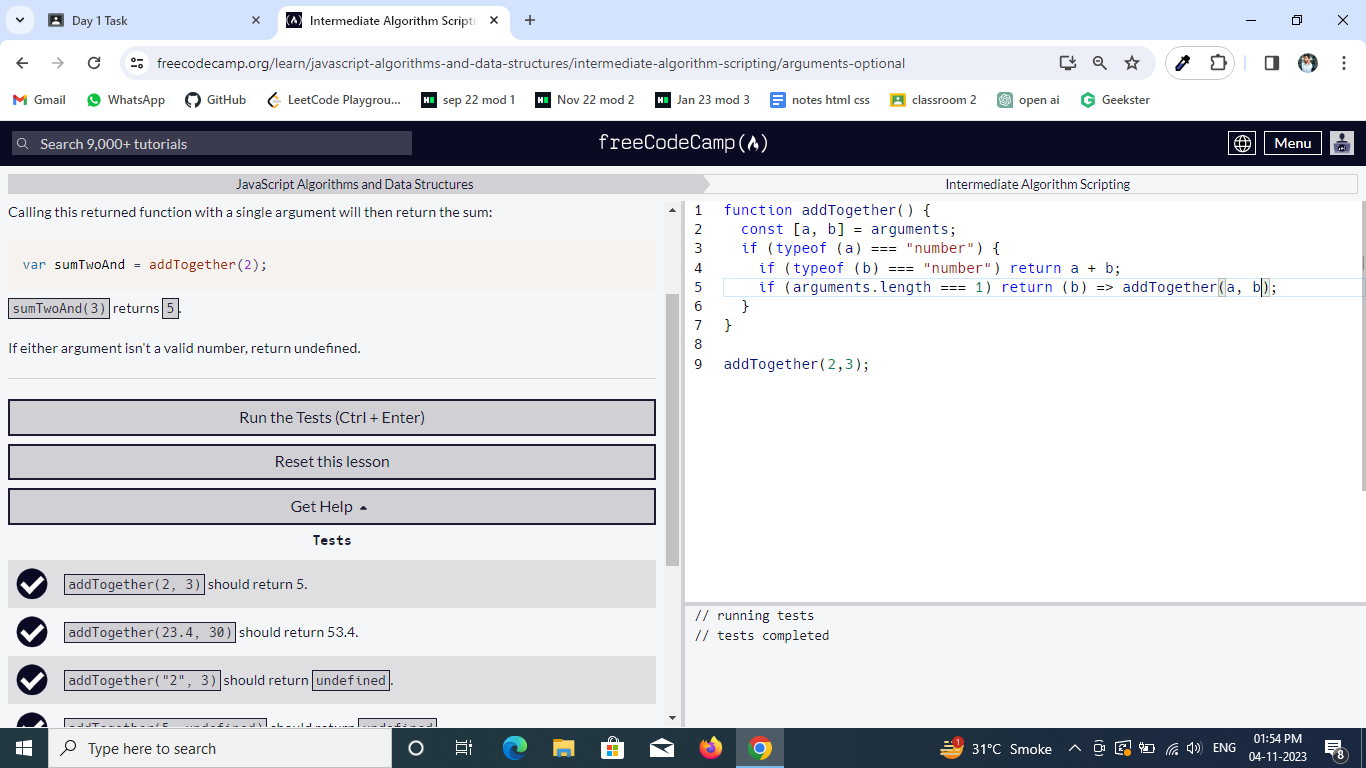 Day 1 Task
Intermediate Algorithm Scripti
freecodecamp.org/learn/javascript-algorithms-and-data-structures/intermediate-algorithm-scripting/arguments-optional
Gmail WhatsApp GitHub LeetCode Playgrou... sep 22 mod 1 Nov 22 mod 2 Jan 23 mod 3 notes html css classroom 2 open ai Geekster
Search 9,000+ tutorials
freeCodeCamp
Menu
JavaScript Algorithms and Data Structures
Intermediate Algorithm Scripting
Calling this returned function with a single argument will then return the sum:
var sumTwoAnd = addTogether(2);
sumTwoAnd(3) returns 5.
If either argument isn't a valid number, return undefined.
Run the Tests (Ctrl + Enter)
Reset this lesson
Get Help
Tests
addTogether(2, 3) should return 5.
addTogether(23.4, 30) should return 53.4.
addTogether("2", 3) should return undefined.
addTogether(5, undefined) should return undefined
1 function addTogether() {
2 const [a, b] = arguments;
3 if (typeof (a) === "number") {
4 if (typeof (b) === "number") return a + b;
5 if (arguments.length === 1) return (b) => addTogether(a, b);
6 }
7 }
8
9 addTogether(2,3);
// running tests
// tests completed
Type here to search
1
31°C Smoke
ENG
01:54 PM
04-11-2023
8